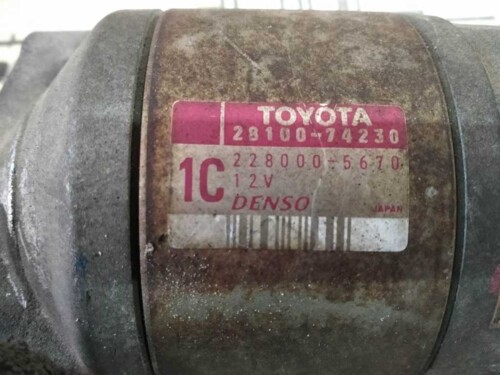 TOYOTA
28100-74230
228000-5670
1C
12V
DENSO
JAPAN